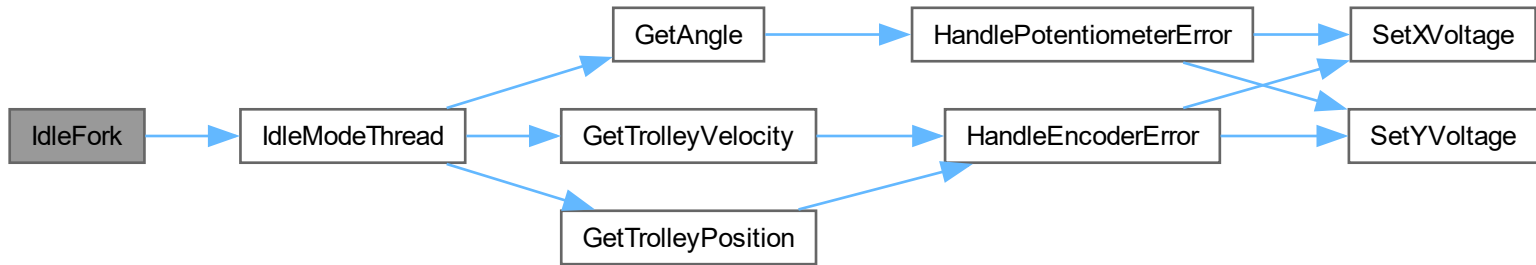 IdleFork
IdleModeThread
GetAngle
GetTrolleyVelocity
GetTrolleyPosition
HandlePotentiometerError
HandleEncoderError
SetXVoltage
SetYVoltage